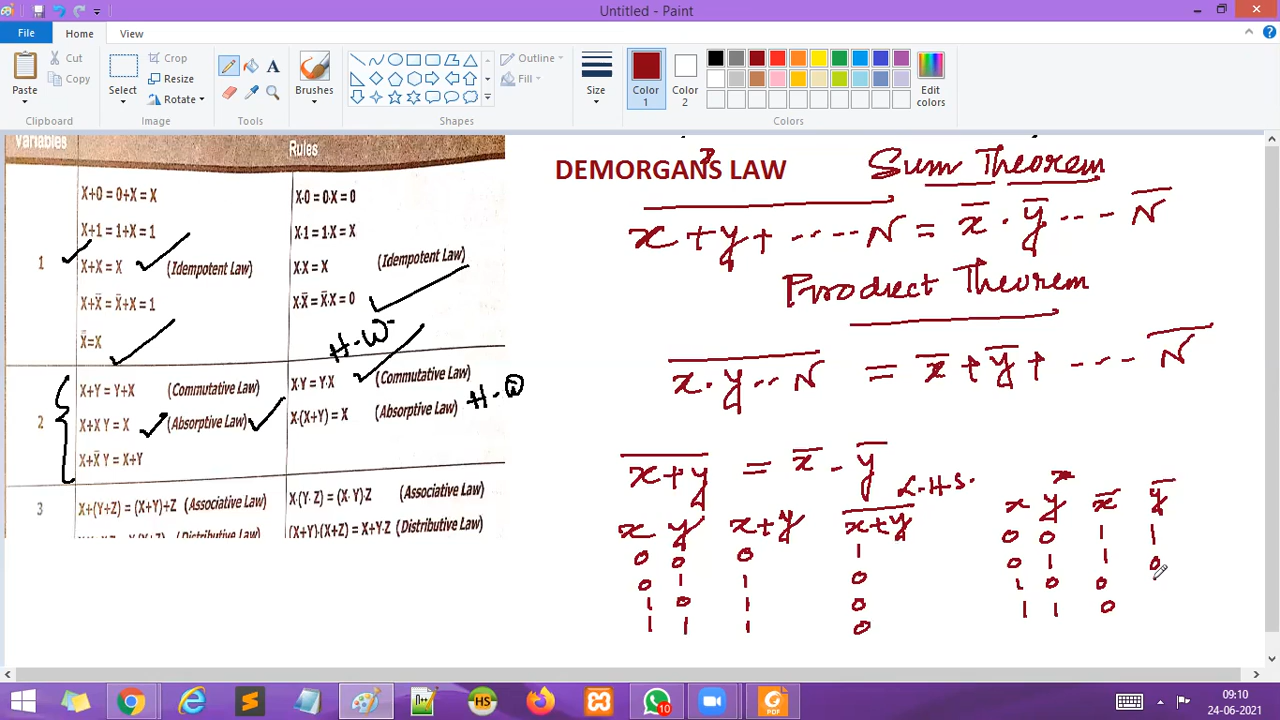 Untitled - Paint
File Home View
Paste Cut Copy Clipboard
Select Crop Resize Rotate Image
Tools
Brushes
Outline Fill Shapes
Size
Color 1
Color 2
Edit colors
Colors
Variables Rules
1
X+0 = 0+X = X X·0 = 0·X = 0
X+1 = 1+X = 1 X·1 = 1·X = X
X+X = X (Idempotent Law) X·X = X (Idempotent Law)
X+X̅ = X̅+X = 1 X·X̅ = X̅·X = 0
X̿=X
H-W
2
X+Y = Y+X (Commutative Law) X·Y = Y·X (Commutative Law)
X+X Y = X (Absorptive Law) X·(X+Y) = X (Absorptive Law) H-W
X+X̅ Y = X+Y
3
X+(Y+Z) = (X+Y)+Z (Associative Law) X·(Y· Z) = (X·Y)·Z (Associative Law)
(X+Y)·(X+Z) = X+Y·Z (Distributive Law)
DEMORGAN'S LAW Sum Theorem
x̅+̅y̅+̅ ̅.̅.̅.̅.̅.̅N̅ = x̅ . y̅ .... N̅
Product Theorem
x̅.̅y̅.̅.̅N̅ = x̅ + y̅ + .... N̅
x̅+̅y̅ = x̅ - y̅
L.H.S.
x y x+y x̅+̅y̅
0 0 0 1
0 1 1 0
1 0 1 0
1 1 1 0
x y x̅ y̅
0 0 1 1
0 1 1 0
1 0 0
1 1 0
HS
10
PDF
09:10
24-06-2021